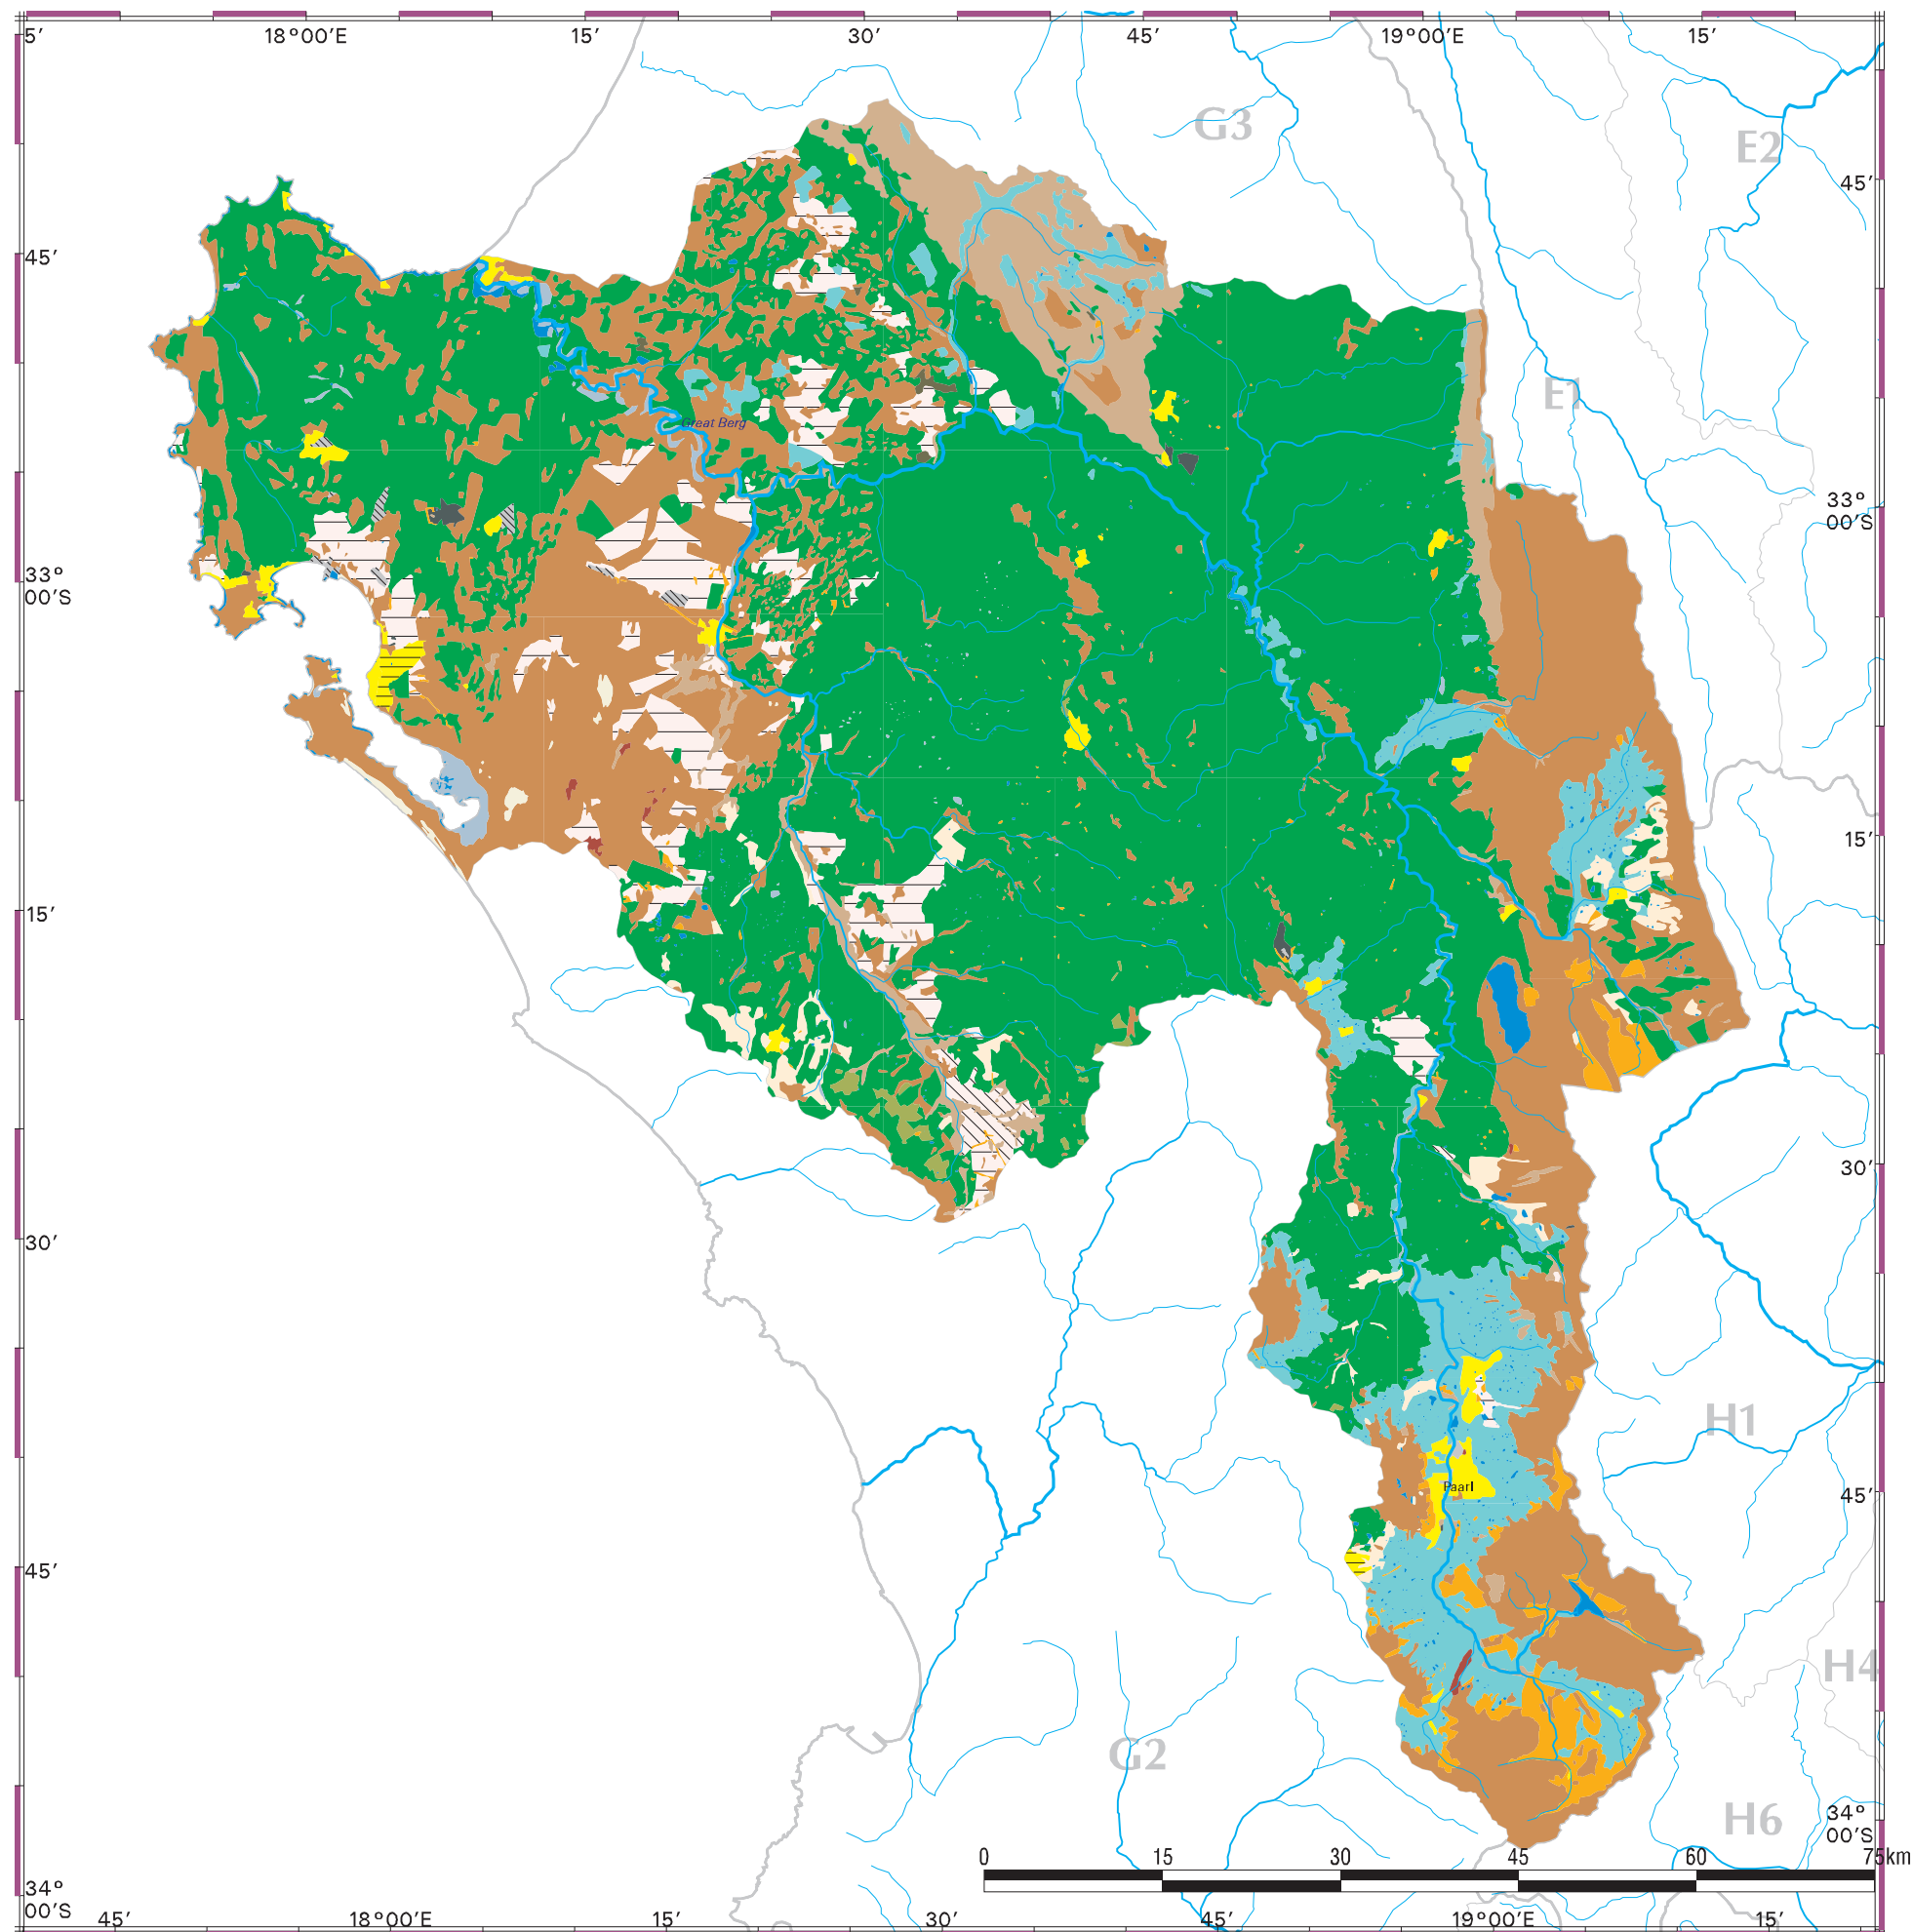 5′ 18°00′E 15′ 30′ 45′ 19°00′E 15′
G3
E2
45′
45′
E1
Great Berg
33°
00′S
33°
00′S
15′
15′
30′
30′
H1
45′
Paarl
45′
H4
G2
H6
34°
00′S
0 15 30 45 60 75km
34°
00′S
45′ 18°00′E 15′ 30′ 45′ 19°00′E 15′